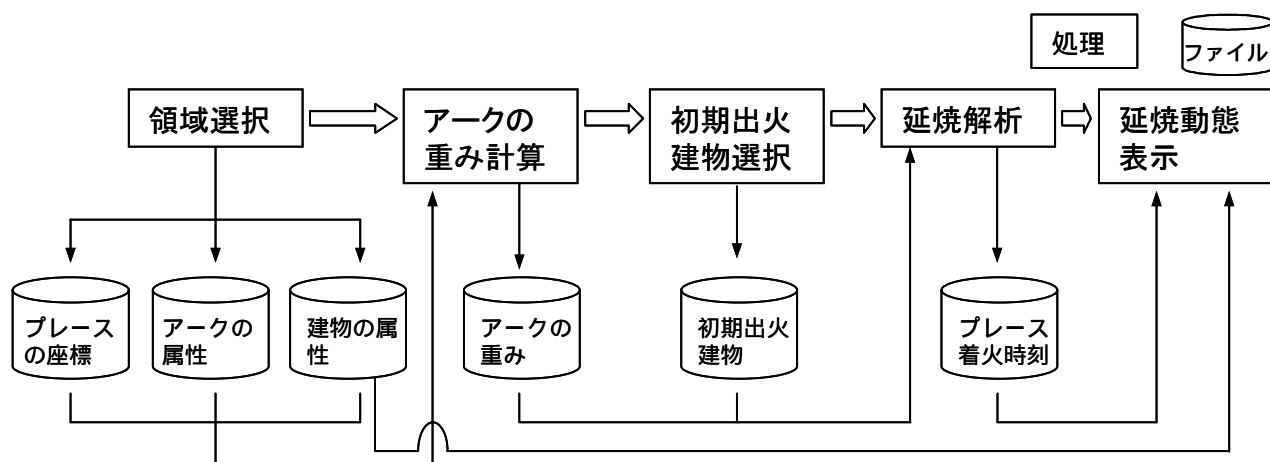 処理
ファイル
領域選択
アークの
重み計算
初期出火
建物選択
延焼解析
延焼動態
表示
プレース
の座標
アークの
属性
建物の属
性
アークの
重み
初期出火
建物
プレース
着火時刻